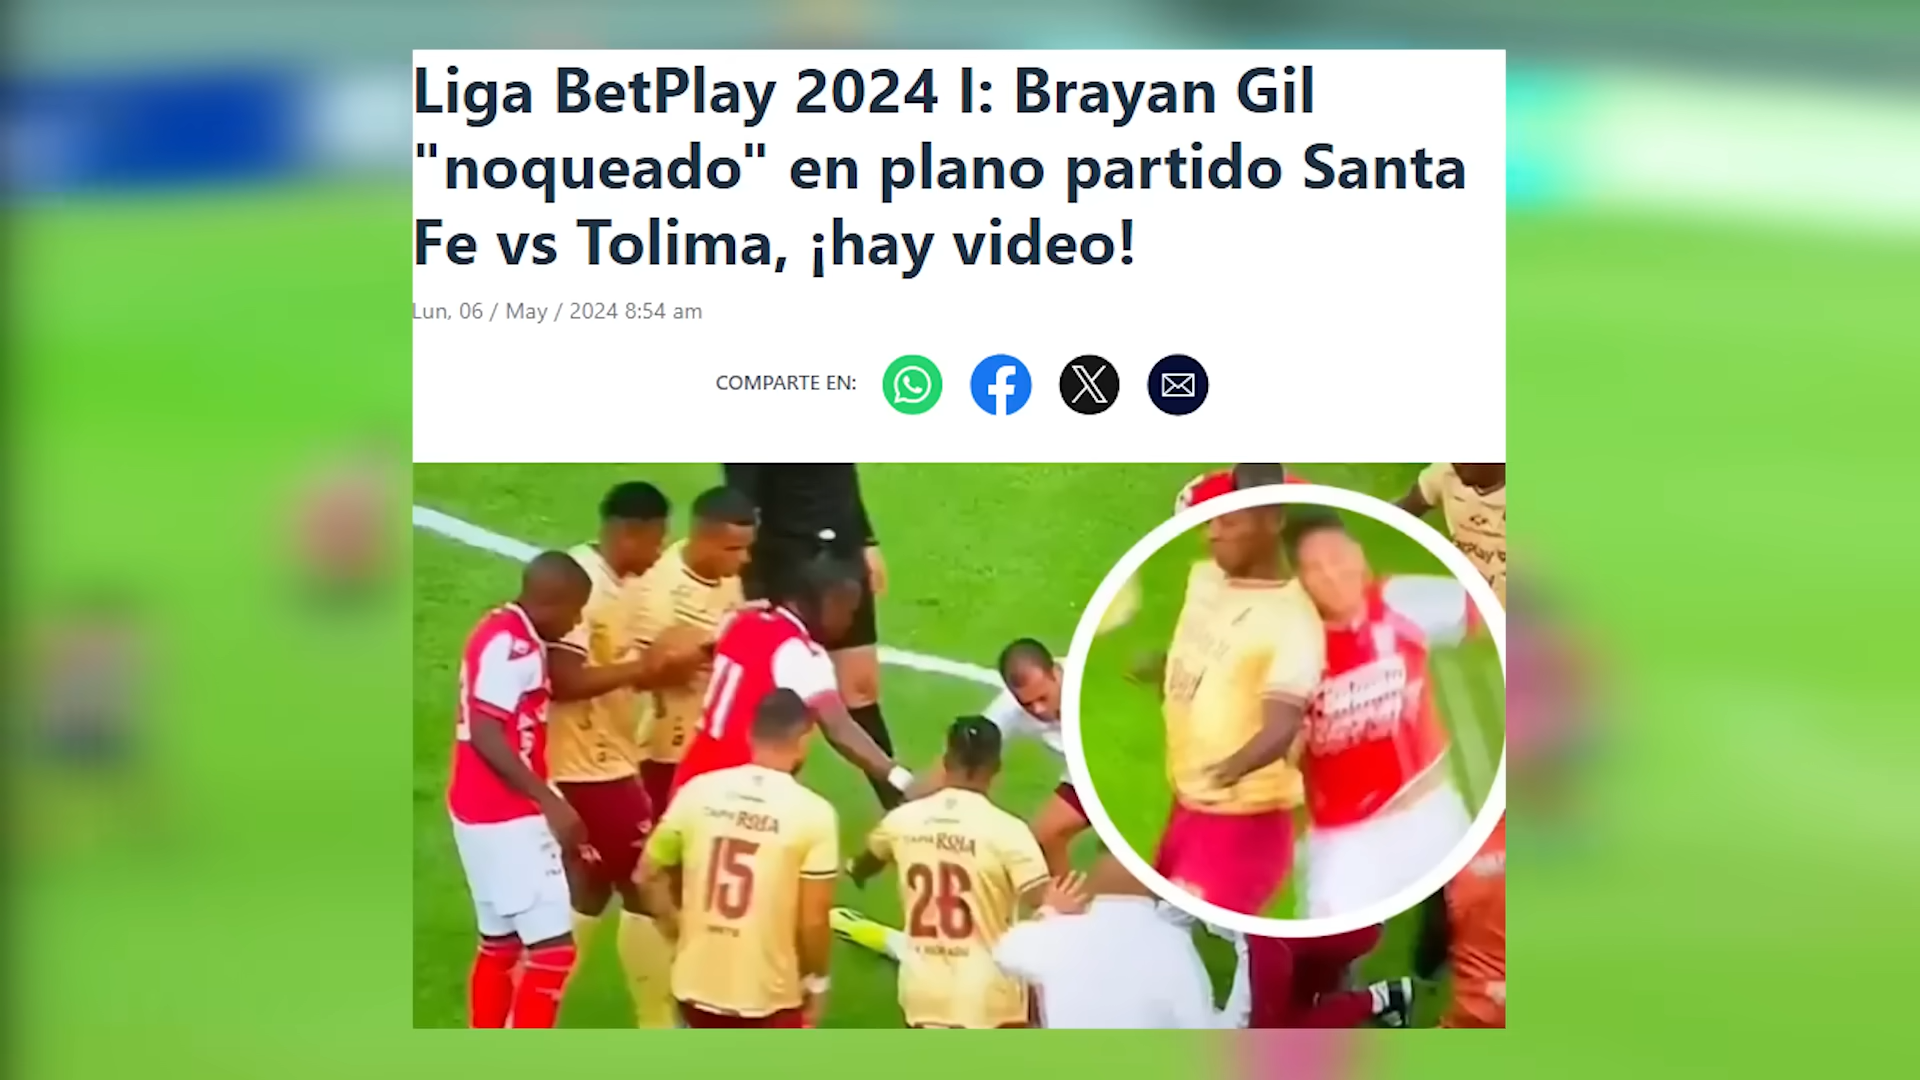 Liga BetPlay 2024 I: Brayan Gil
"noqueado" en plano partido Santa
Fe vs Tolima, ¡hay video!
Lun, 06 / May / 2024 8:54 am
COMPARTE EN:
15
26